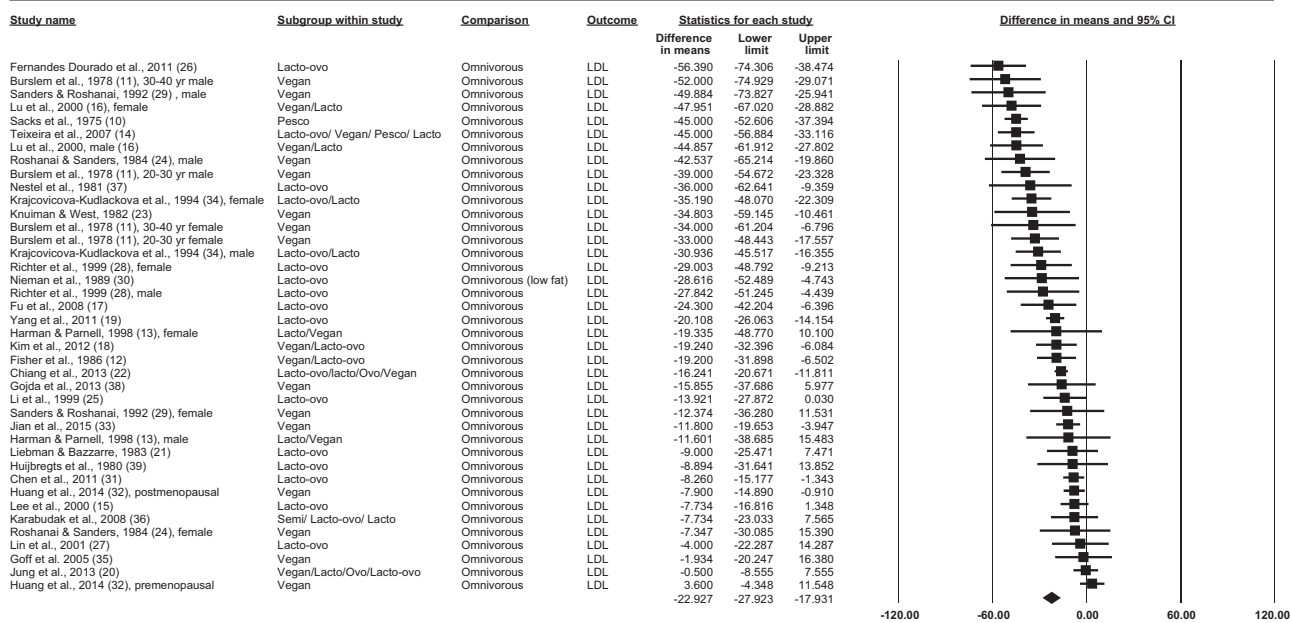 Study name Subgroup within study Comparison Outcome Statistics for each study Difference in means and 95% CI
Difference in means Lower limit Upper limit
Fernandes Dourado et al., 2011 (26) Lacto-ovo Omnivorous LDL -56.390 -74.306 -38.474
Burslem et al., 1978 (11), 30-40 yr male Vegan Omnivorous LDL -52.000 -74.929 -29.071
Sanders & Roshanai, 1992 (29) , male Vegan Omnivorous LDL -49.884 -73.827 -25.941
Lu et al., 2000 (16), female Vegan/Lacto Omnivorous LDL -47.951 -67.020 -28.882
Sacks et al., 1975 (10) Pesco Omnivorous LDL -45.000 -52.606 -37.394
Teixeira et al., 2007 (14) Lacto-ovo/ Vegan/ Pesco/ Lacto Omnivorous LDL -45.000 -56.884 -33.116
Lu et al., 2000, male (16) Vegan/Lacto Omnivorous LDL -44.857 -61.912 -27.802
Roshanai & Sanders, 1984 (24), male Vegan Omnivorous LDL -42.537 -65.214 -19.860
Burslem et al., 1978 (11), 20-30 yr male Vegan Omnivorous LDL -39.000 -54.672 -23.328
Nestel et al., 1981 (37) Lacto-ovo Omnivorous LDL -36.000 -62.641 -9.359
Krajcovicova-Kudlackova et al., 1994 (34), female Lacto-ovo/Lacto Omnivorous LDL -35.190 -48.070 -22.309
Knuiman & West, 1982 (23) Vegan Omnivorous LDL -34.803 -59.145 -10.461
Burslem et al., 1978 (11), 30-40 yr female Vegan Omnivorous LDL -34.000 -61.204 -6.796
Burslem et al., 1978 (11), 20-30 yr female Vegan Omnivorous LDL -33.000 -48.443 -17.557
Krajcovicova-Kudlackova et al., 1994 (34), male Lacto-ovo/Lacto Omnivorous LDL -30.936 -45.517 -16.355
Richter et al., 1999 (28), female Lacto-ovo Omnivorous LDL -29.003 -48.792 -9.213
Nieman et al., 1989 (30) Lacto-ovo Omnivorous (low fat) LDL -28.616 -52.489 -4.743
Richter et al., 1999 (28), male Lacto-ovo Omnivorous LDL -27.842 -51.245 -4.439
Fu et al., 2008 (17) Lacto-ovo Omnivorous LDL -24.300 -42.204 -6.396
Yang et al., 2011 (19) Lacto-ovo Omnivorous LDL -20.108 -26.063 -14.154
Harman & Parnell, 1998 (13), female Lacto/Vegan Omnivorous LDL -19.335 -48.770 10.100
Kim et al., 2012 (18) Vegan/Lacto-ovo Omnivorous LDL -19.240 -32.396 -6.084
Fisher et al., 1986 (12) Vegan/Lacto-ovo Omnivorous LDL -19.200 -31.898 -6.502
Chiang et al., 2013 (22) Lacto-ovo/lacto/Ovo/Vegan Omnivorous LDL -16.241 -20.671 -11.811
Gojda et al., 2013 (38) Vegan Omnivorous LDL -15.855 -37.686 5.977
Li et al., 1999 (25) Lacto-ovo Omnivorous LDL -13.921 -27.872 0.030
Sanders & Roshanai, 1992 (29), female Vegan Omnivorous LDL -12.374 -36.280 11.531
Jian et al., 2015 (33) Vegan Omnivorous LDL -11.800 -19.653 -3.947
Harman & Parnell, 1998 (13), male Lacto/Vegan Omnivorous LDL -11.601 -38.685 15.483
Liebman & Bazzarre, 1983 (21) Lacto-ovo Omnivorous LDL -9.000 -25.471 7.471
Huijbregts et al., 1980 (39) Lacto-ovo Omnivorous LDL -8.894 -31.641 13.852
Chen et al., 2011 (31) Lacto-ovo Omnivorous LDL -8.260 -15.177 -1.343
Huang et al., 2014 (32), postmenopausal Vegan Omnivorous LDL -7.900 -14.890 -0.910
Lee et al., 2000 (15) Lacto-ovo Omnivorous LDL -7.734 -16.816 1.348
Karabudak et al., 2008 (36) Semi/ Lacto-ovo/ Lacto Omnivorous LDL -7.734 -23.033 7.565
Roshanai & Sanders, 1984 (24), female Vegan Omnivorous LDL -7.347 -30.085 15.390
Lin et al., 2001 (27) Lacto-ovo Omnivorous LDL -4.000 -22.287 14.287
Goff et al. 2005 (35) Vegan Omnivorous LDL -1.934 -20.247 16.380
Jung et al., 2013 (20) Vegan/Lacto/Ovo/Lacto-ovo Omnivorous LDL -0.500 -8.555 7.555
Huang et al., 2014 (32), premenopausal Vegan Omnivorous LDL 3.600 -4.348 11.548
-22.927 -27.923 -17.931
-120.00 -60.00 0.00 60.00 120.00